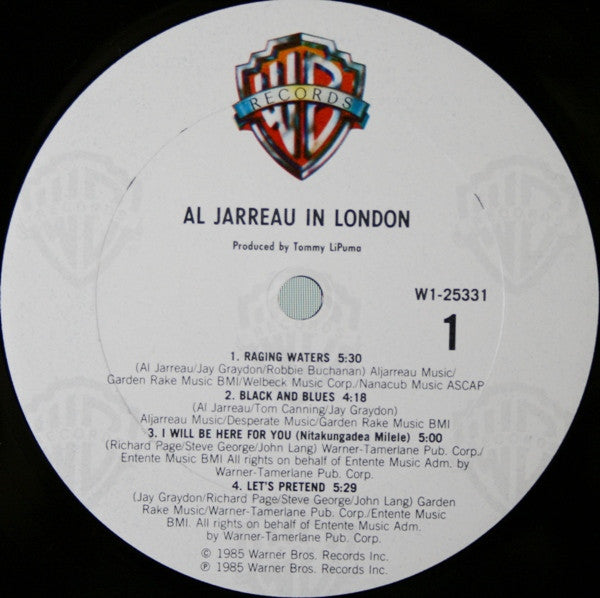 RECORDS
AL JARREAU IN LONDON
Produced by Tommy LiPuma
W1-25331
1
1. RAGING WATERS 5:30
(Al Jarreau/Jay Graydon/Robbie Buchanan) Aljarreau Music/
Garden Rake Music BMI/Welbeck Music Corp./Nanacub Music ASCAP
2. BLACK AND BLUES 4:18
(Al Jarreau/Tom Canning/Jay Graydon)
Aljarreau Music/Desperate Music/Garden Rake Music BMI
3. I WILL BE HERE FOR YOU (Nitakungadea Milele) 5:00
(Richard Page/Steve George/John Lang) Warner-Tamerlane Pub. Corp./
Entente Music BMI All rights on behalf of Entente Music Adm. by
Warner-Tamerlane Pub. Corp.
4. LET'S PRETEND 5:29
(Jay Graydon/Richard Page/Steve George/John Lang) Garden
Rake Music/Warner-Tamerlane Pub. Corp./Entente Music
BMI. All rights on behalf of Entente Music Adm.
by Warner-Tamerlane Pub. Corp.
© 1985 Warner Bros. Records Inc.
℗ 1985 Warner Bros. Records Inc.